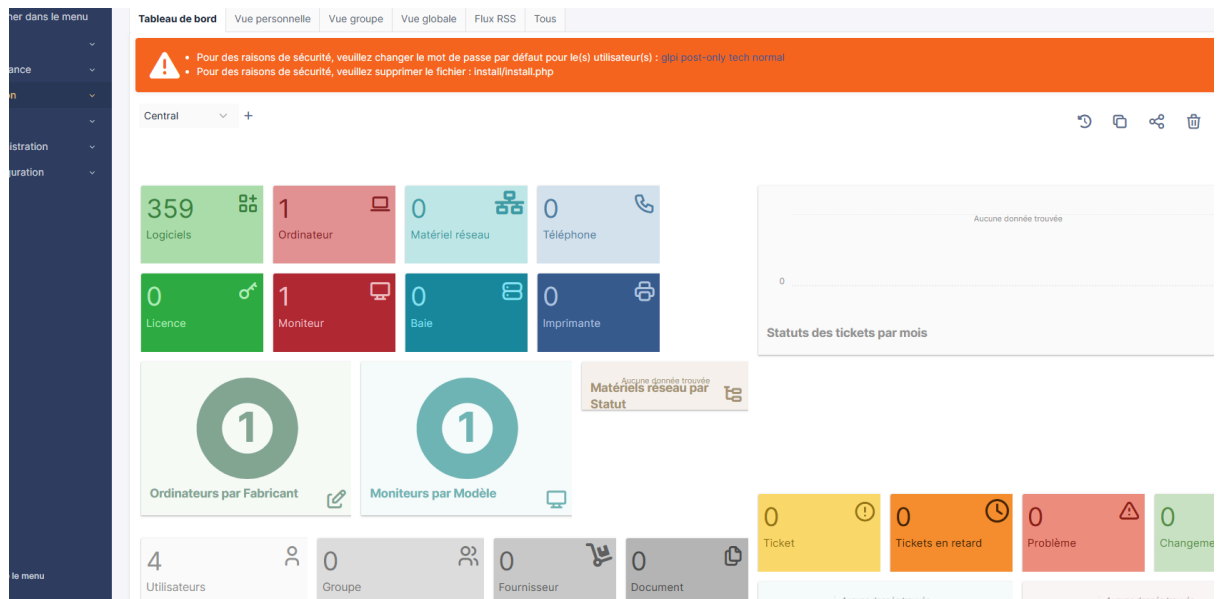 her dans le menu
ance
on
istration
guration
le menu
Tableau de bord Vue personnelle Vue groupe Vue globale Flux RSS Tous
Pour des raisons de sécurité, veuillez changer le mot de passe par défaut pour le(s) utilisateur(s) : glpi post-only tech normal
Pour des raisons de sécurité, veuillez supprimer le fichier : install/install.php
Central
359
Logiciels
1
Ordinateur
0
Matériel réseau
0
Téléphone
0
Licence
1
Moniteur
0
Baie
0
Imprimante
Aucune donnée trouvée
0
Statuts des tickets par mois
1
Ordinateurs par Fabricant
1
Moniteurs par Modèle
Aucune donnée trouvée
Matériels réseau par
Statut
0
Ticket
0
Tickets en retard
0
Problème
0
Changeme
4
Utilisateurs
0
Groupe
0
Fournisseur
0
Document